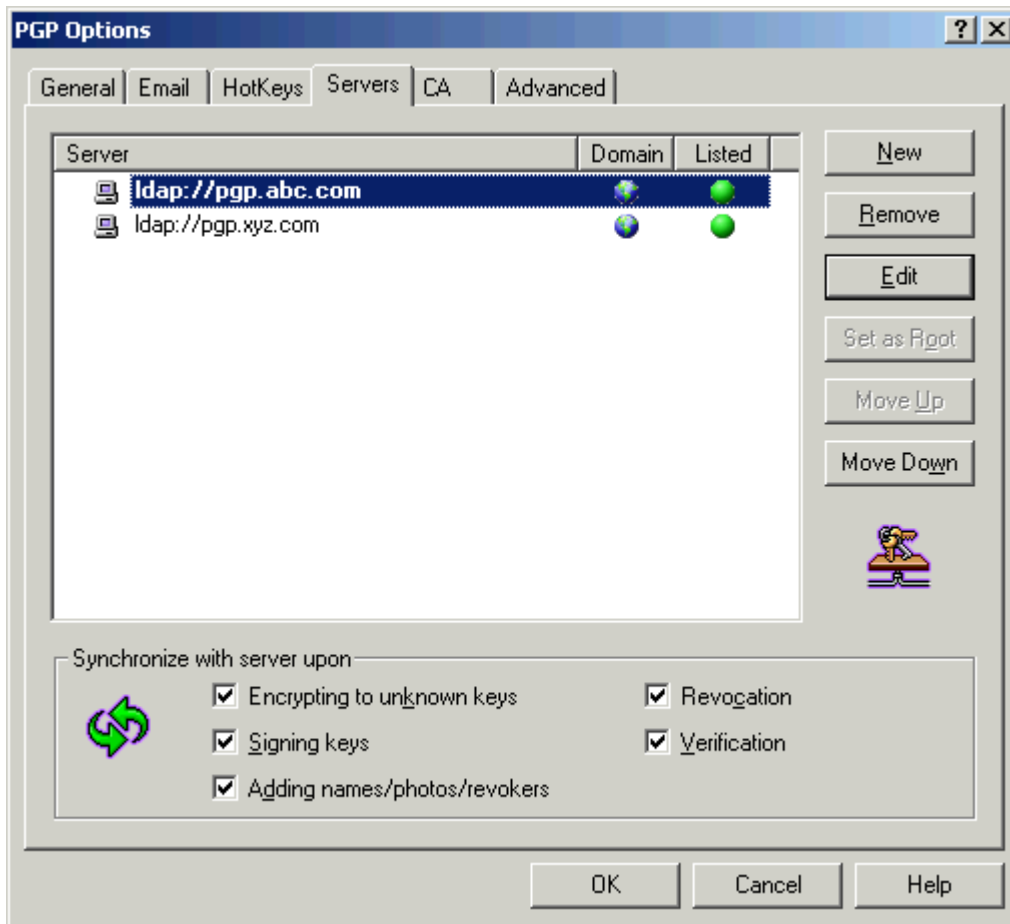 PGP Options
General Email HotKeys Servers CA Advanced
Server Domain Listed
ldap://pgp.abc.com
ldap://pgp.xyz.com
New
Remove
Edit
Set as Root
Move Up
Move Down
Synchronize with server upon
Encrypting to unknown keys Revocation
Signing keys Verification
Adding names/photos/revokers
OK Cancel Help